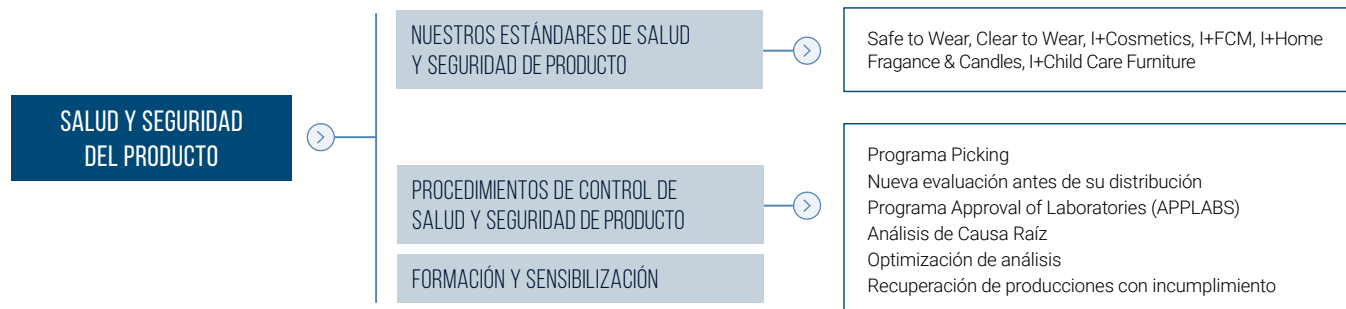 SALUD Y SEGURIDAD
DEL PRODUCTO
NUESTROS ESTÁNDARES DE SALUD
Y SEGURIDAD DE PRODUCTO
Safe to Wear, Clear to Wear, I+Cosmetics, I+FCM, I+Home
Fragance & Candles, I+Child Care Furniture
PROCEDIMIENTOS DE CONTROL DE
SALUD Y SEGURIDAD DE PRODUCTO
Programa Picking
Nueva evaluación antes de su distribución
Programa Approval of Laboratories (APPLABS)
Análisis de Causa Raíz
Optimización de análisis
Recuperación de producciones con incumplimiento
FORMACIÓN Y SENSIBILIZACIÓN